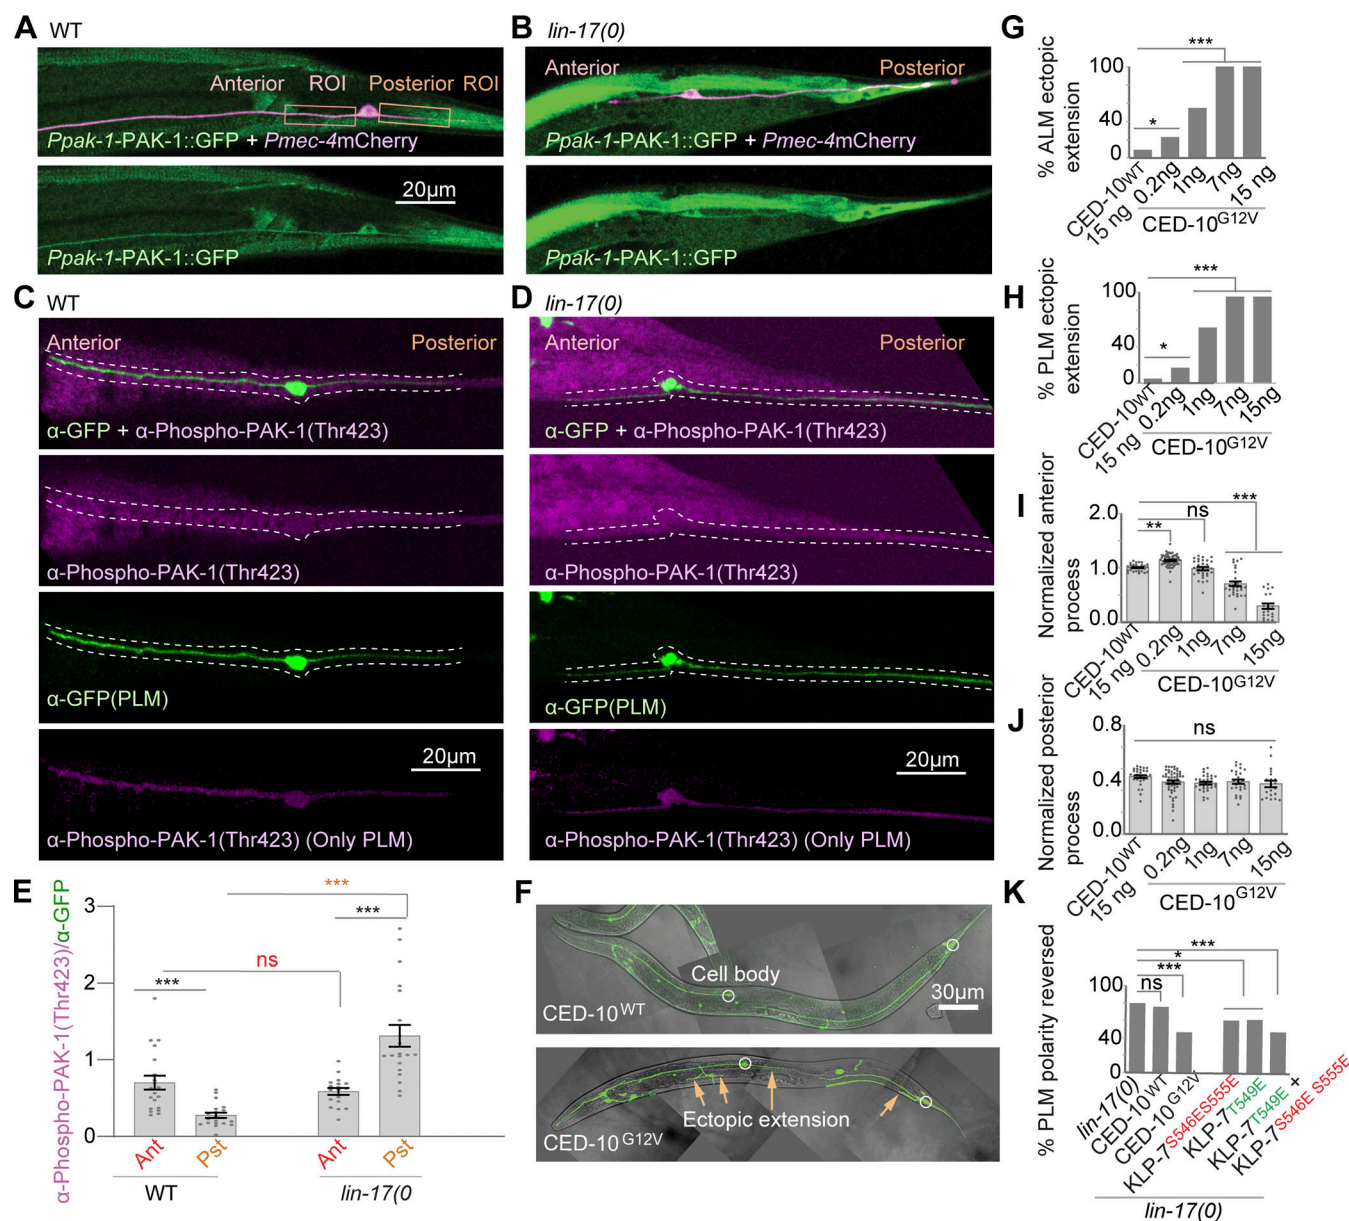 A WT
Anterior ROI Posterior ROI
Ppak-1-PAK-1::GFP + Pmec-4mCherry
20µm
Ppak-1-PAK-1::GFP
B lin-17(0)
Anterior Posterior
Ppak-1-PAK-1::GFP + Pmec-4mCherry
Ppak-1-PAK-1::GFP
C WT
Anterior Posterior
α-GFP + α-Phospho-PAK-1(Thr423)
α-Phospho-PAK-1(Thr423)
α-GFP(PLM)
20µm
α-Phospho-PAK-1(Thr423) (Only PLM)
D lin-17(0)
Anterior Posterior
α-GFP + α-Phospho-PAK-1(Thr423)
α-Phospho-PAK-1(Thr423)
α-GFP(PLM)
20µm
α-Phospho-PAK-1(Thr423) (Only PLM)
E
α-Phospho-PAK-1(Thr423)/α-GFP
3
2
1
0
***
ns
***
***
Ant Pst Ant Pst
WT lin-17(0
F
Cell body
30µm
CED-10WT
Ectopic extension
CED-10G12V
G
% ALM ectopic
extension
100
40
0
***
*
CED-10WT
15 ng
0.2ng
1ng
7ng
15 ng
CED-10G12V
H
% PLM ectopic
extension
100
40
0
***
*
CED-10WT
15 ng
0.2ng
1ng
7ng
15ng
CED-10G12V
I
Normalized anterior
process
2.0
1.0
0.0
***
ns
**
CED-10WT
15 ng
0.2ng
1ng
7ng
15ng
CED-10G12V
J
Normalized posterior
process
0.8
0.4
0.0
ns
CED-10WT
15 ng
0.2ng
1ng
7ng
15ng
CED-10G12V
K
% PLM polarity reversed
100
40
0
***
*
***
ns
lin-17(0)
CED-10WT
CED-10G12V
KLP-7S546ES555E
KLP-7T549E
KLP-7T549E +
KLP-7S546E S555E
lin-17(0)